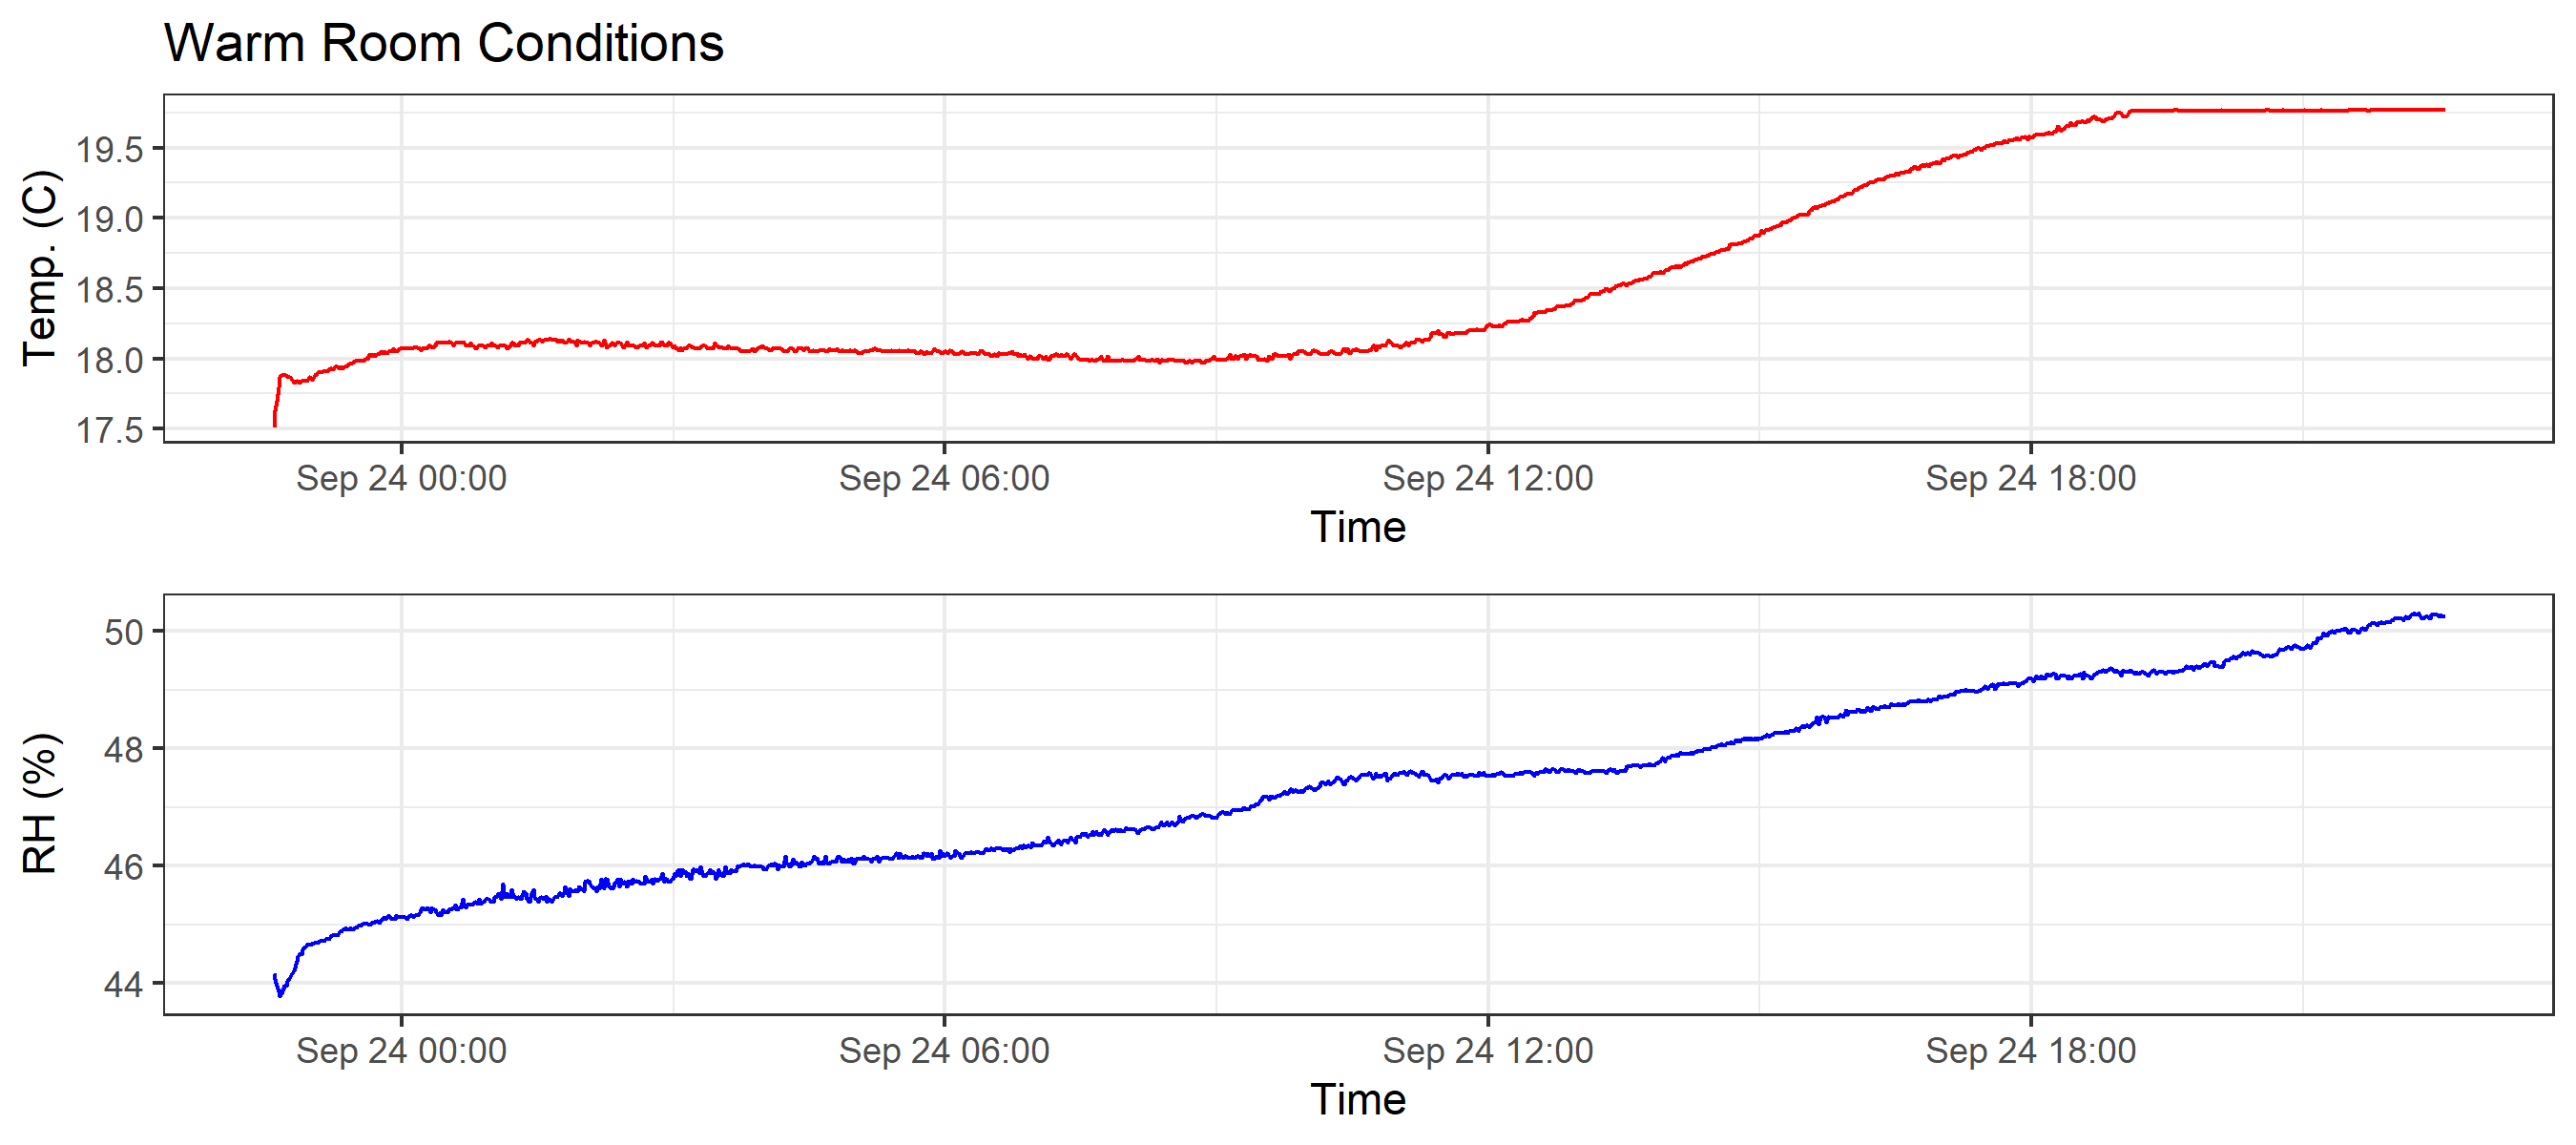 Warm Room Conditions
Temp. (C)
19.5
19.0
18.5
18.0
17.5
Sep 24 00:00 Sep 24 06:00 Sep 24 12:00 Sep 24 18:00
Time
RH (%)
50
48
46
44
Sep 24 00:00 Sep 24 06:00 Sep 24 12:00 Sep 24 18:00
Time